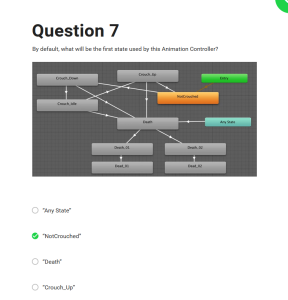 Question 7
By default, what will be the first state used by this Animation Controller?
Crouch_Down
Crouch_Up
Entry
NotCrouched
Crouch_Idle
Death
Any State
Death_01
Death_02
Dead_01
Dead_02
"Any State"
"NotCrouched"
"Death"
"Crouch_Up"